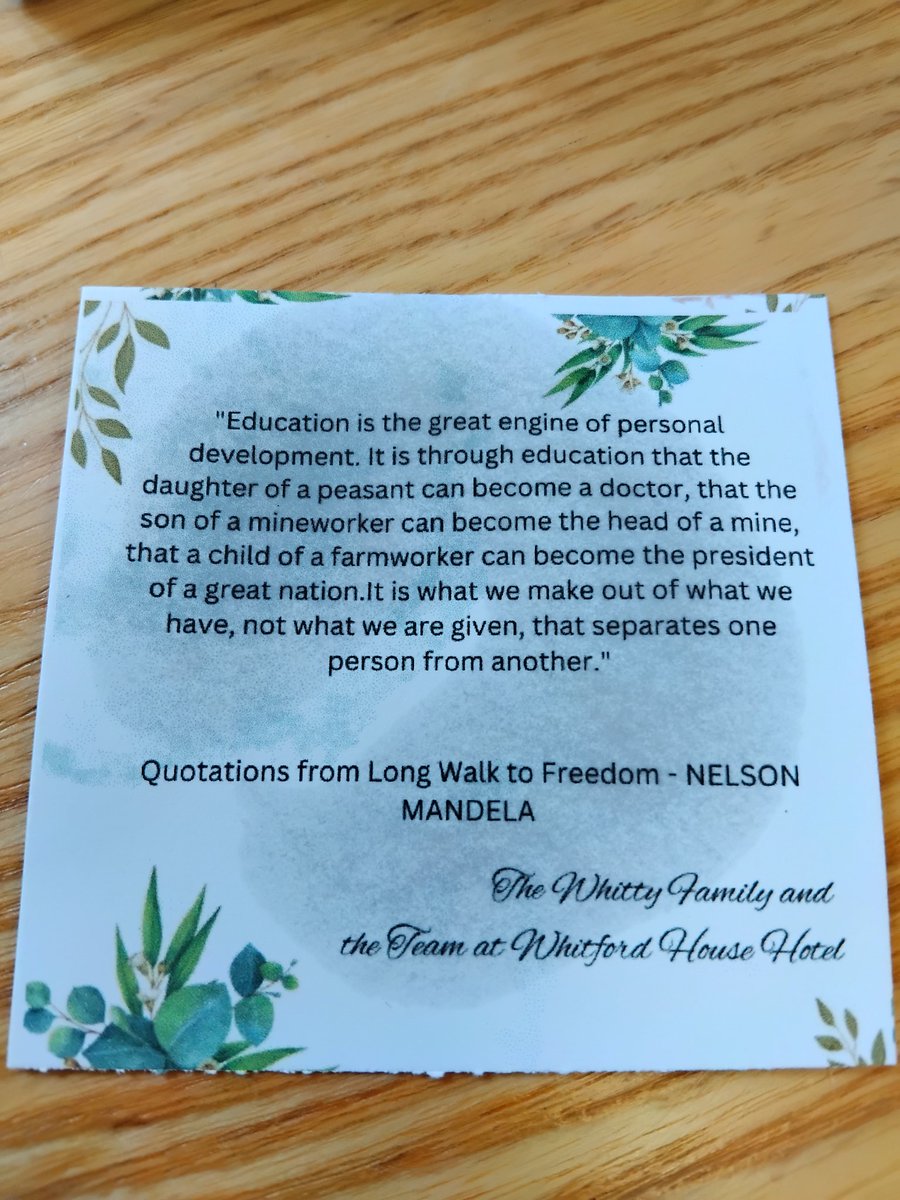 "Education is the great engine of personal
development. It is through education that the
daughter of a peasant can become a doctor, that the
son of a mineworker can become the head of a mine,
that a child of a farmworker can become the president
of a great nation.It is what we make out of what we
have, not what we are given, that separates one
person from another."
Quotations from Long Walk to Freedom - NELSON
MANDELA
The Whitty Family and
the Team at Whitford House Hotel